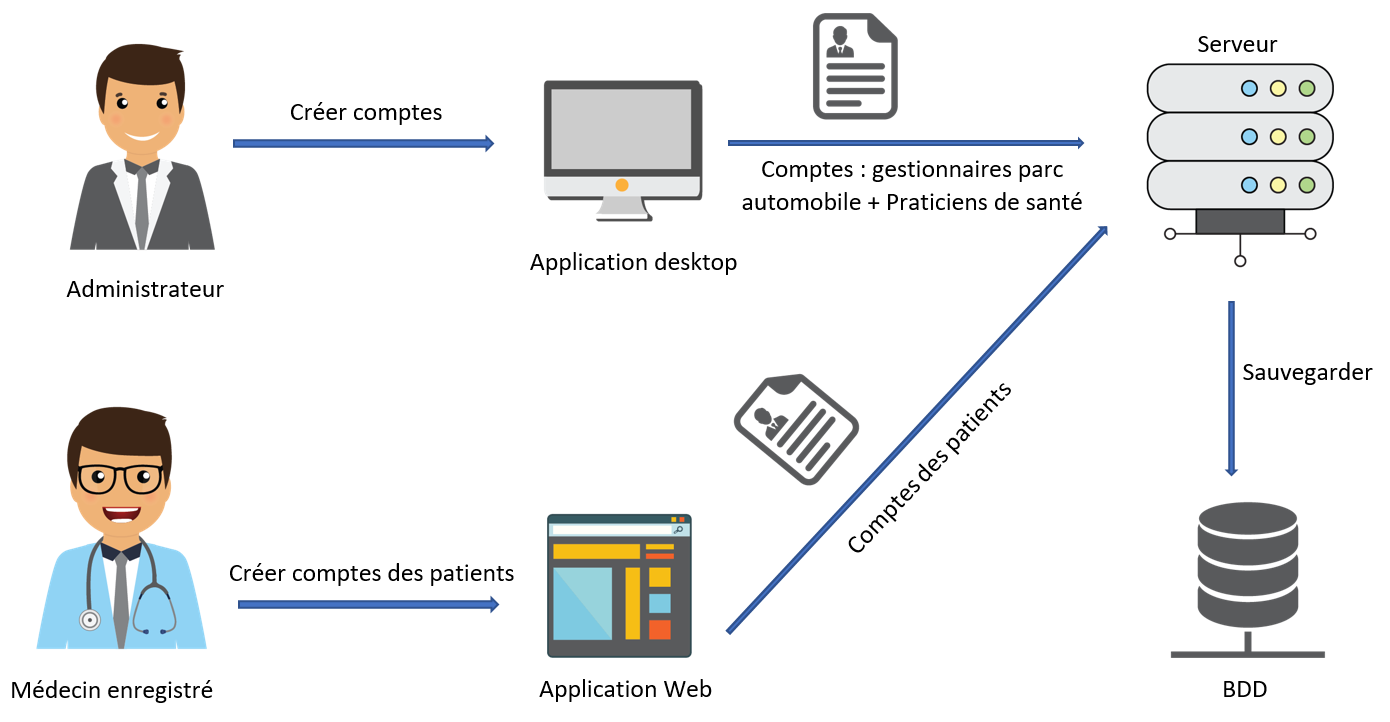 Serveur
Créer comptes
Comptes : gestionnaires parc
automobile + Praticiens de santé
Application desktop
Administrateur
Sauvegarder
Comptes des patients
Créer comptes des patients
Médecin enregistré
Application Web
BDD